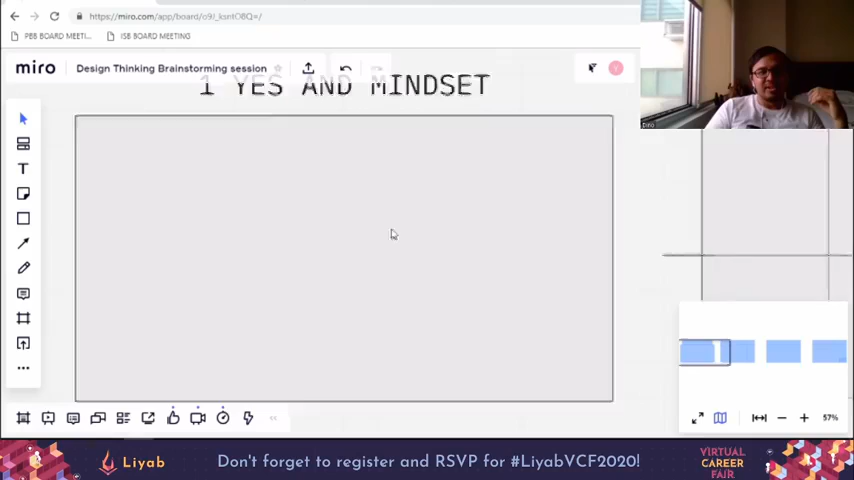 https://miro.com/app/board/o9J_ksntOBQ=/
PBB BOARD MEETI...
ISB BOARD MEETING
miro
Design Thinking Brainstorming session
1 YES AND MINDSET
Diro
57%
Liyab
Don't forget to register and RSVP for #LiyabVCF2020!
VIRTUAL
CAREER
FAIR